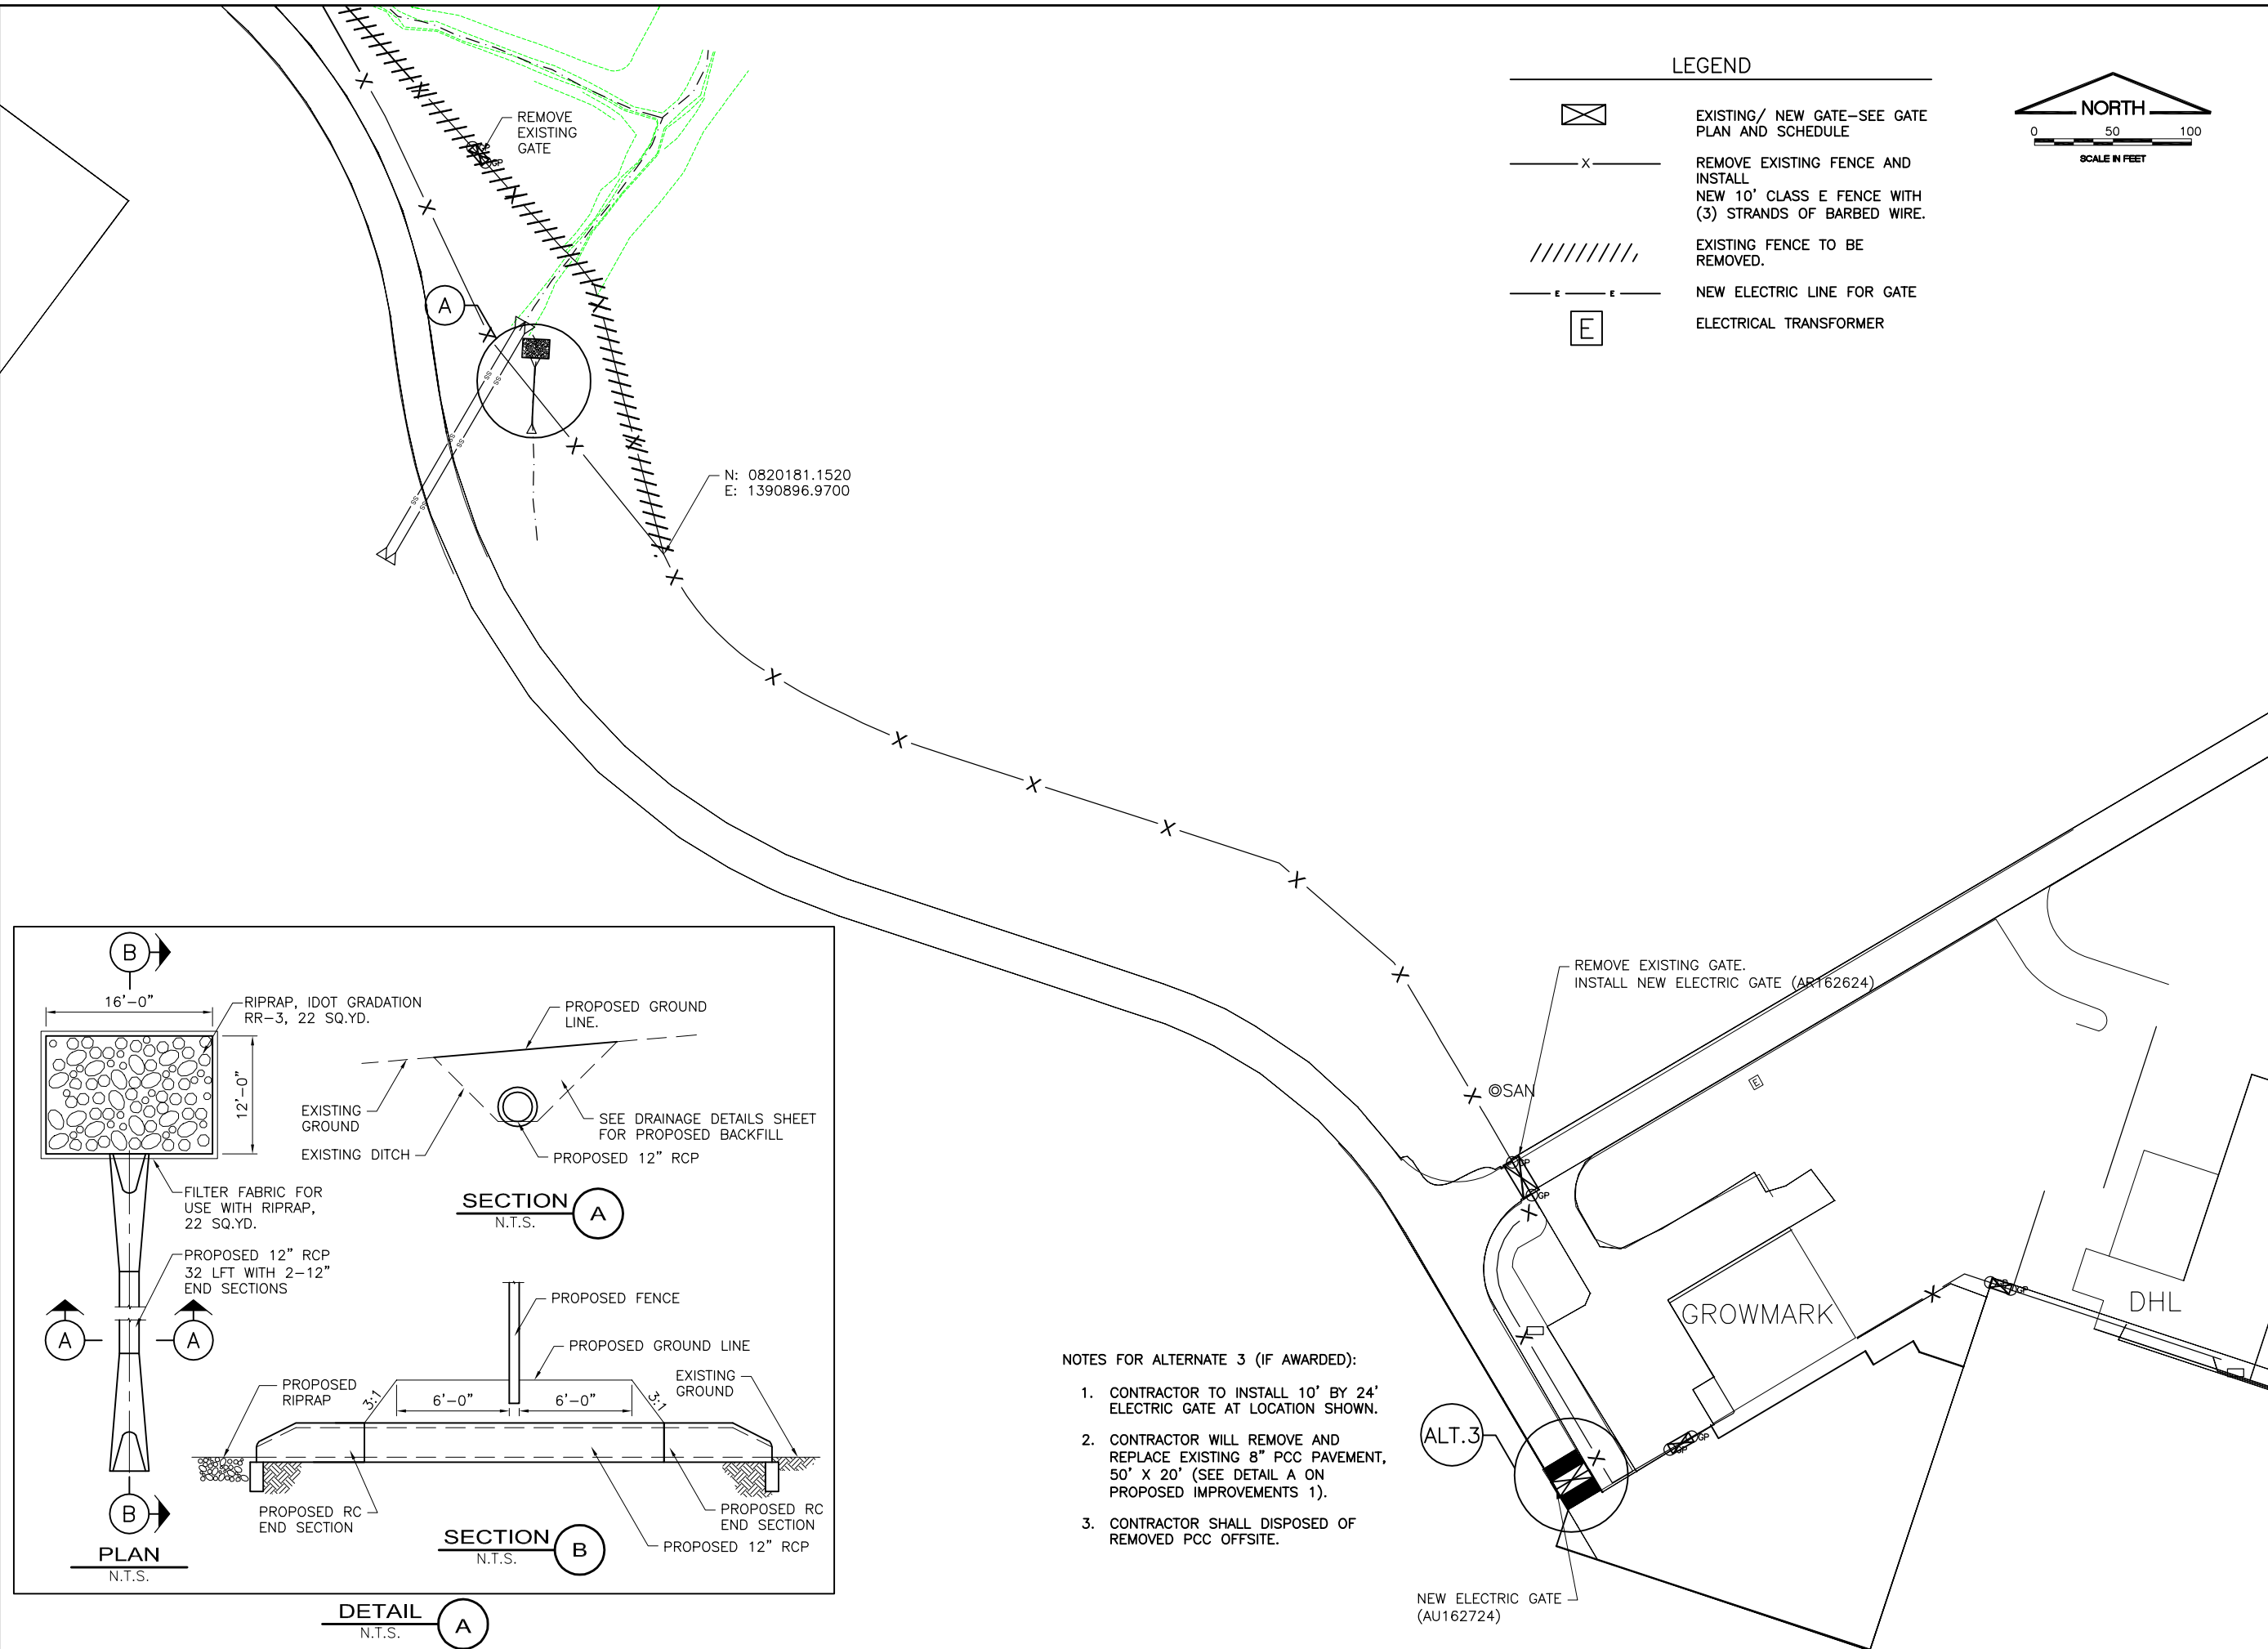 LEGEND
EXISTING/ NEW GATE-SEE GATE
PLAN AND SCHEDULE
X
REMOVE EXISTING FENCE AND
INSTALL
NEW 10' CLASS E FENCE WITH
(3) STRANDS OF BARBED WIRE.
EXISTING FENCE TO BE
REMOVED.
E E
NEW ELECTRIC LINE FOR GATE
E
ELECTRICAL TRANSFORMER
NORTH
0 50 100
SCALE IN FEET
REMOVE
EXISTING
GATE
A
N: 0820181.1520
E: 1390896.9700
SS SS
SS SS
SS SS
REMOVE EXISTING GATE.
INSTALL NEW ELECTRIC GATE (AR162624)
SAN
E
GP
GP
GROWMARK
DHL
GP
GP
ALT.3
NEW ELECTRIC GATE
(AU162724)
NOTES FOR ALTERNATE 3 (IF AWARDED):
1. CONTRACTOR TO INSTALL 10' BY 24'
ELECTRIC GATE AT LOCATION SHOWN.
2. CONTRACTOR WILL REMOVE AND
REPLACE EXISTING 8" PCC PAVEMENT,
50' X 20' (SEE DETAIL A ON
PROPOSED IMPROVEMENTS 1).
3. CONTRACTOR SHALL DISPOSED OF
REMOVED PCC OFFSITE.
B
16'-0"
RIPRAP, IDOT GRADATION
RR-3, 22 SQ.YD.
12'-0"
FILTER FABRIC FOR
USE WITH RIPRAP,
22 SQ.YD.
PROPOSED 12" RCP
32 LFT WITH 2-12"
END SECTIONS
A
A
B
PLAN
N.T.S.
PROPOSED GROUND
LINE.
EXISTING
GROUND
EXISTING DITCH
SEE DRAINAGE DETAILS SHEET
FOR PROPOSED BACKFILL
PROPOSED 12" RCP
SECTION A
N.T.S.
PROPOSED FENCE
PROPOSED GROUND LINE
PROPOSED
RIPRAP
3:1
6'-0"
6'-0"
3:1
EXISTING
GROUND
PROPOSED RC
END SECTION
PROPOSED RC
END SECTION
PROPOSED 12" RCP
SECTION B
N.T.S.
DETAIL A
N.T.S.